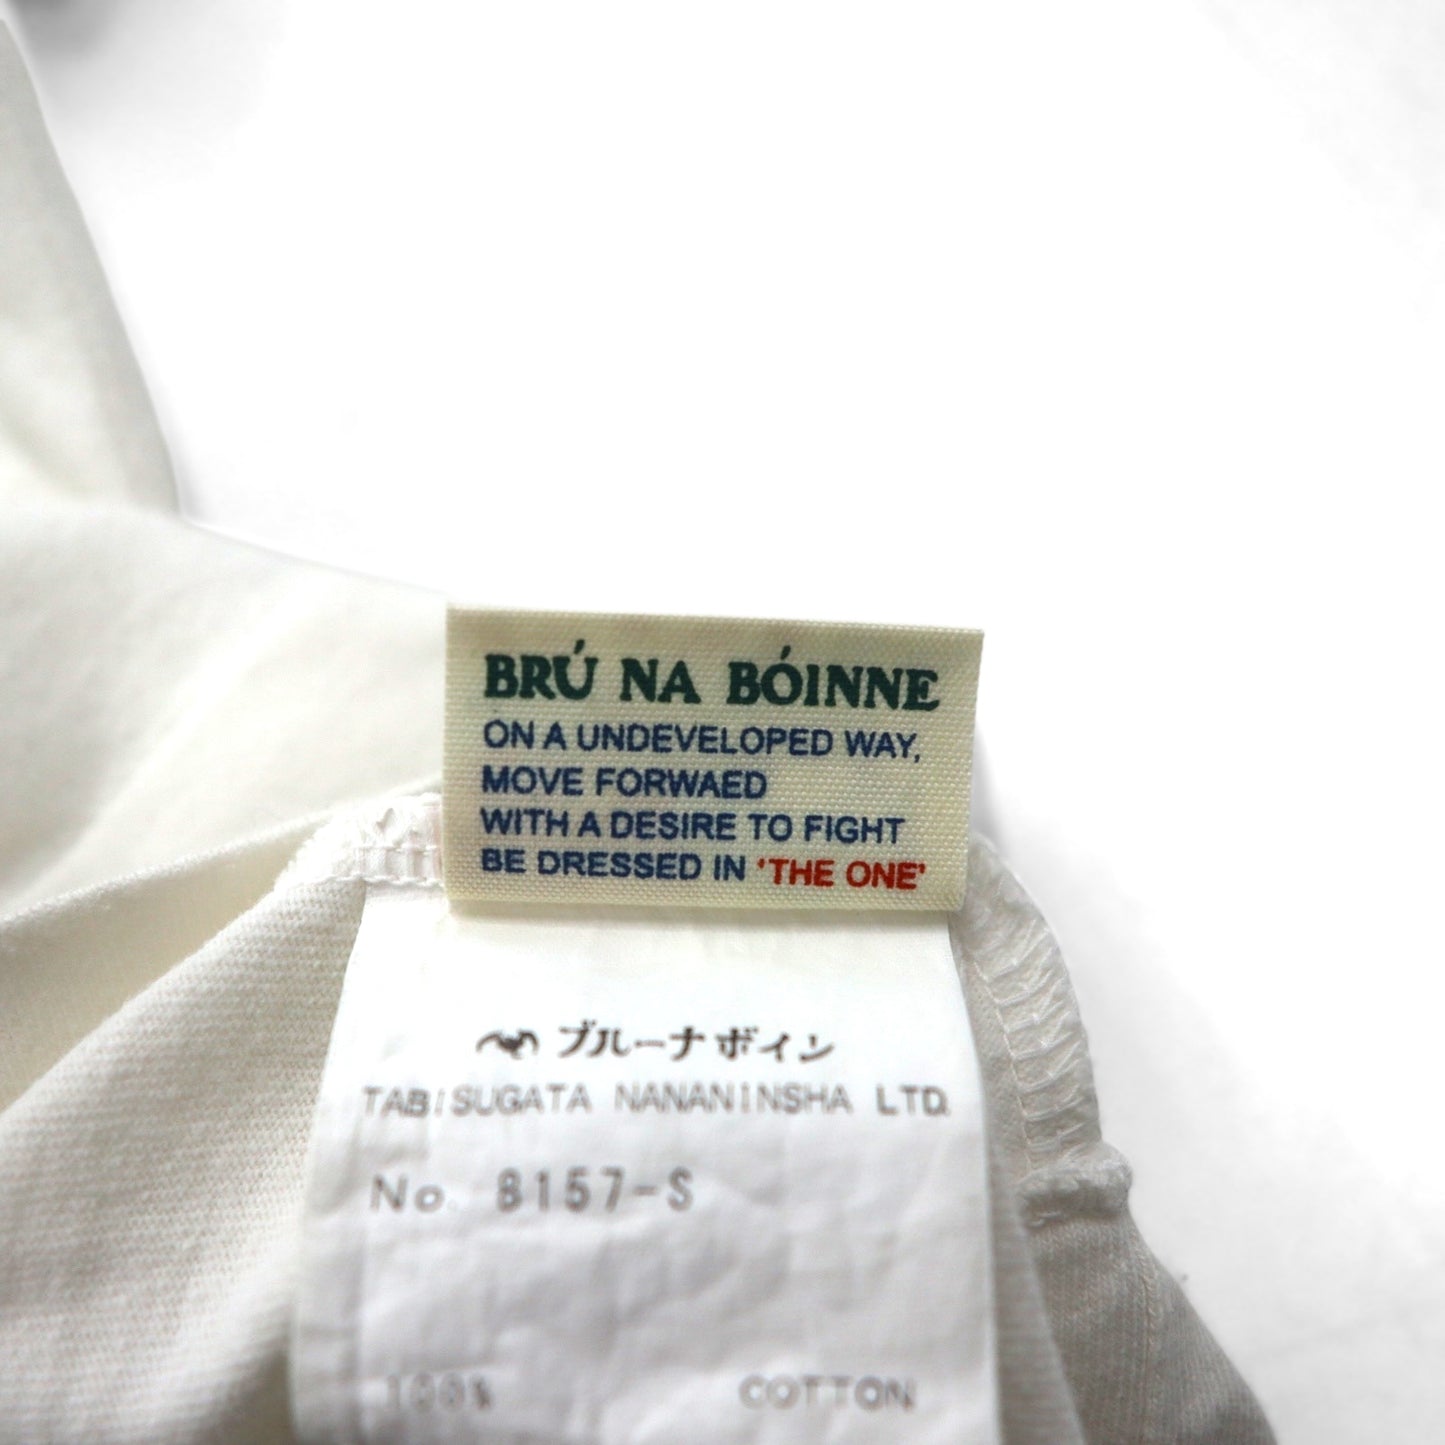 BRÚ NA BÓINNE
ON A UNDEVELOPED WAY,
MOVE FORWAED
WITH A DESIRE TO FIGHT
BE DRESSED IN 'THE ONE'
ブルーナボイン
TABISUGATA NANANINSHA LTD.
No. 8157-S
100% COTTON